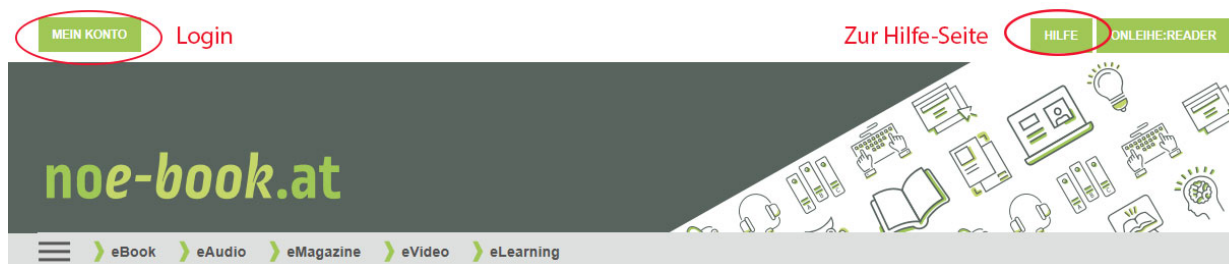 MEIN KONTO Login Zur Hilfe-Seite HILFE ONLEIHE:READER
noe-book.at
eBook eAudio eMagazine eVideo eLearning